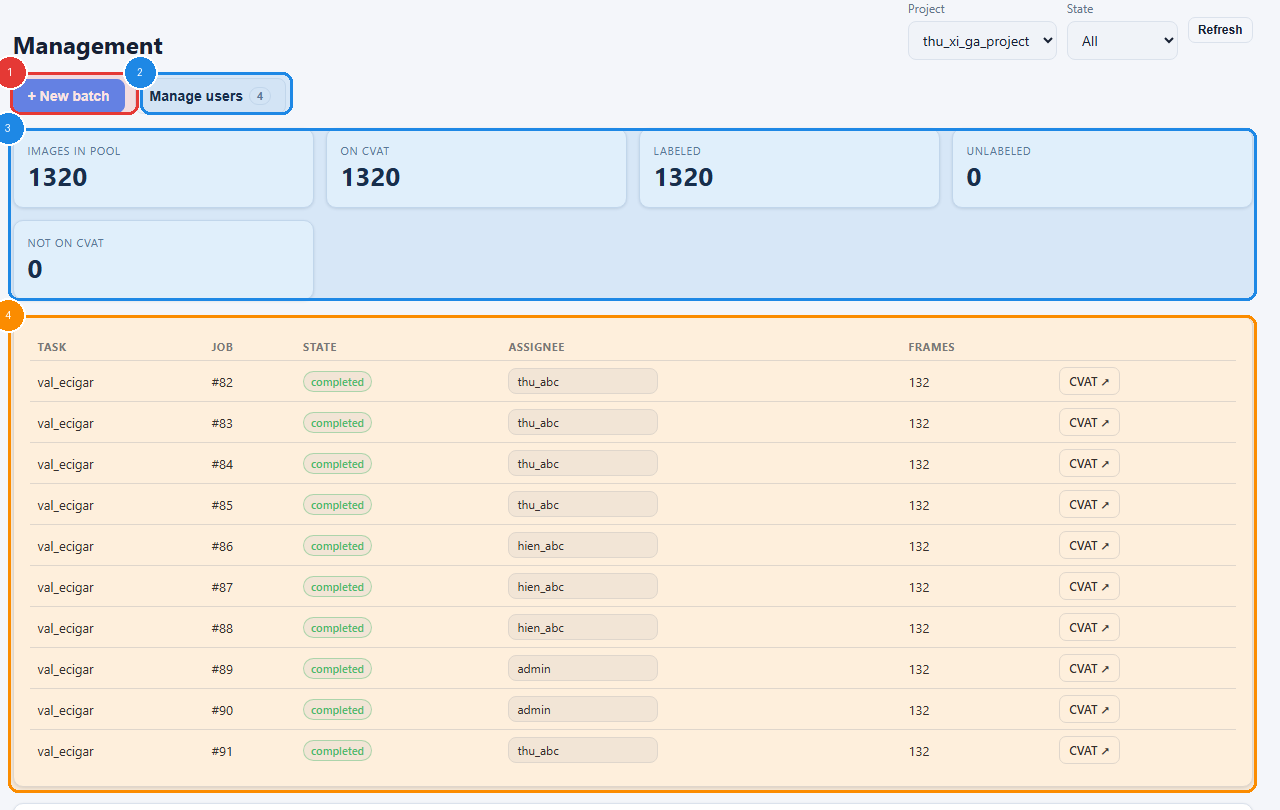 Project State
Management
thu_xi_ga_project All Refresh
1 2
+ New batch Manage users 4
3
IMAGES IN POOL ON CVAT LABELED UNLABELED
1320 1320 1320 0
NOT ON CVAT
0
4
TASK JOB STATE ASSIGNEE FRAMES
val_ecigar #82 completed thu_abc 132 CVAT ↗
val_ecigar #83 completed thu_abc 132 CVAT ↗
val_ecigar #84 completed thu_abc 132 CVAT ↗
val_ecigar #85 completed thu_abc 132 CVAT ↗
val_ecigar #86 completed hien_abc 132 CVAT ↗
val_ecigar #87 completed hien_abc 132 CVAT ↗
val_ecigar #88 completed hien_abc 132 CVAT ↗
val_ecigar #89 completed admin 132 CVAT ↗
val_ecigar #90 completed admin 132 CVAT ↗
val_ecigar #91 completed thu_abc 132 CVAT ↗